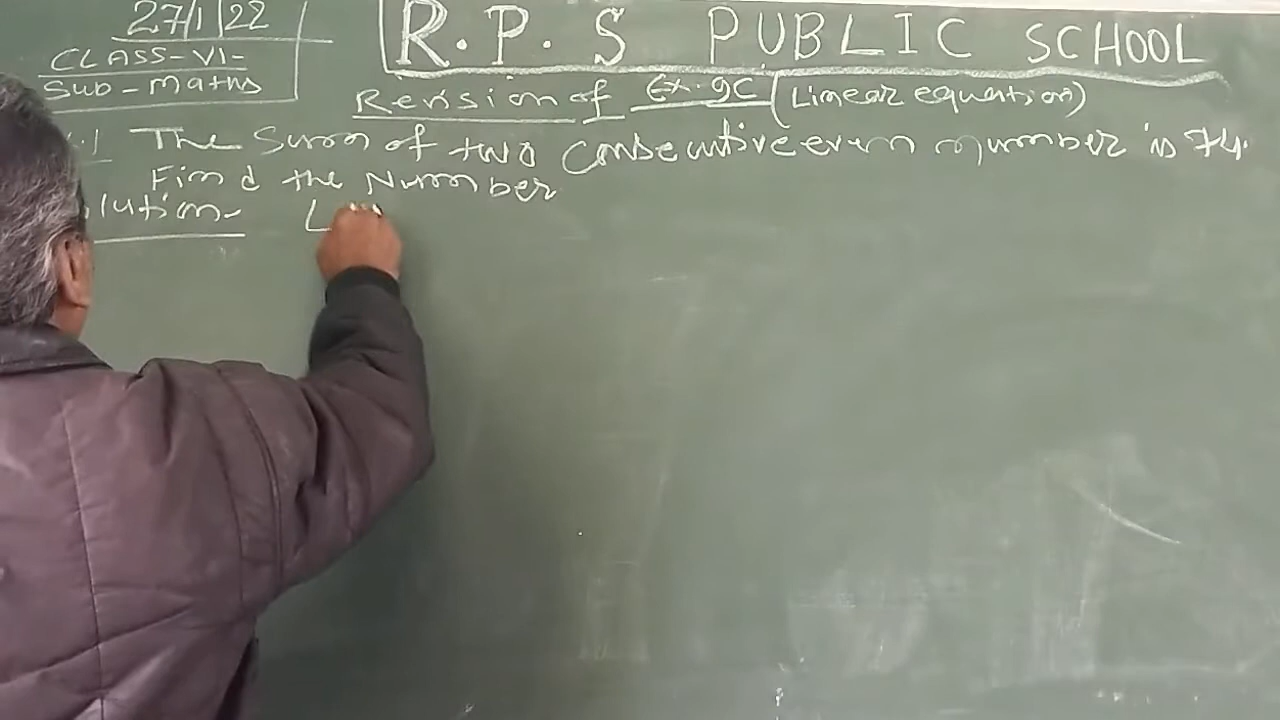 27/1/22
CLASS-VI-
Sub-Maths
R.P.S PUBLIC SCHOOL
Revision of Ex.9C (Linear equation)
.1 The Sum of two Consecutive even number is 74.
Find the Number
lution- L